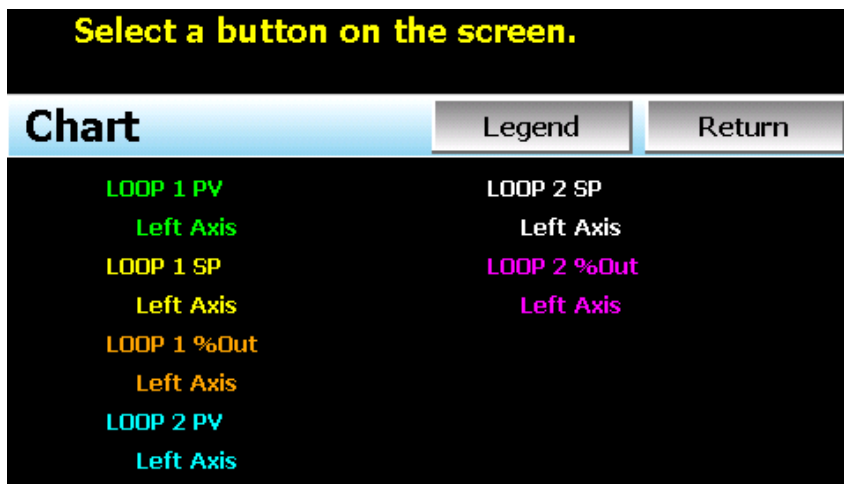 Select a button on the screen.
Chart
Legend
Return
LOOP 1 PV
Left Axis
LOOP 1 SP
Left Axis
LOOP 1 %Out
Left Axis
LOOP 2 PV
Left Axis
LOOP 2 SP
Left Axis
LOOP 2 %Out
Left Axis